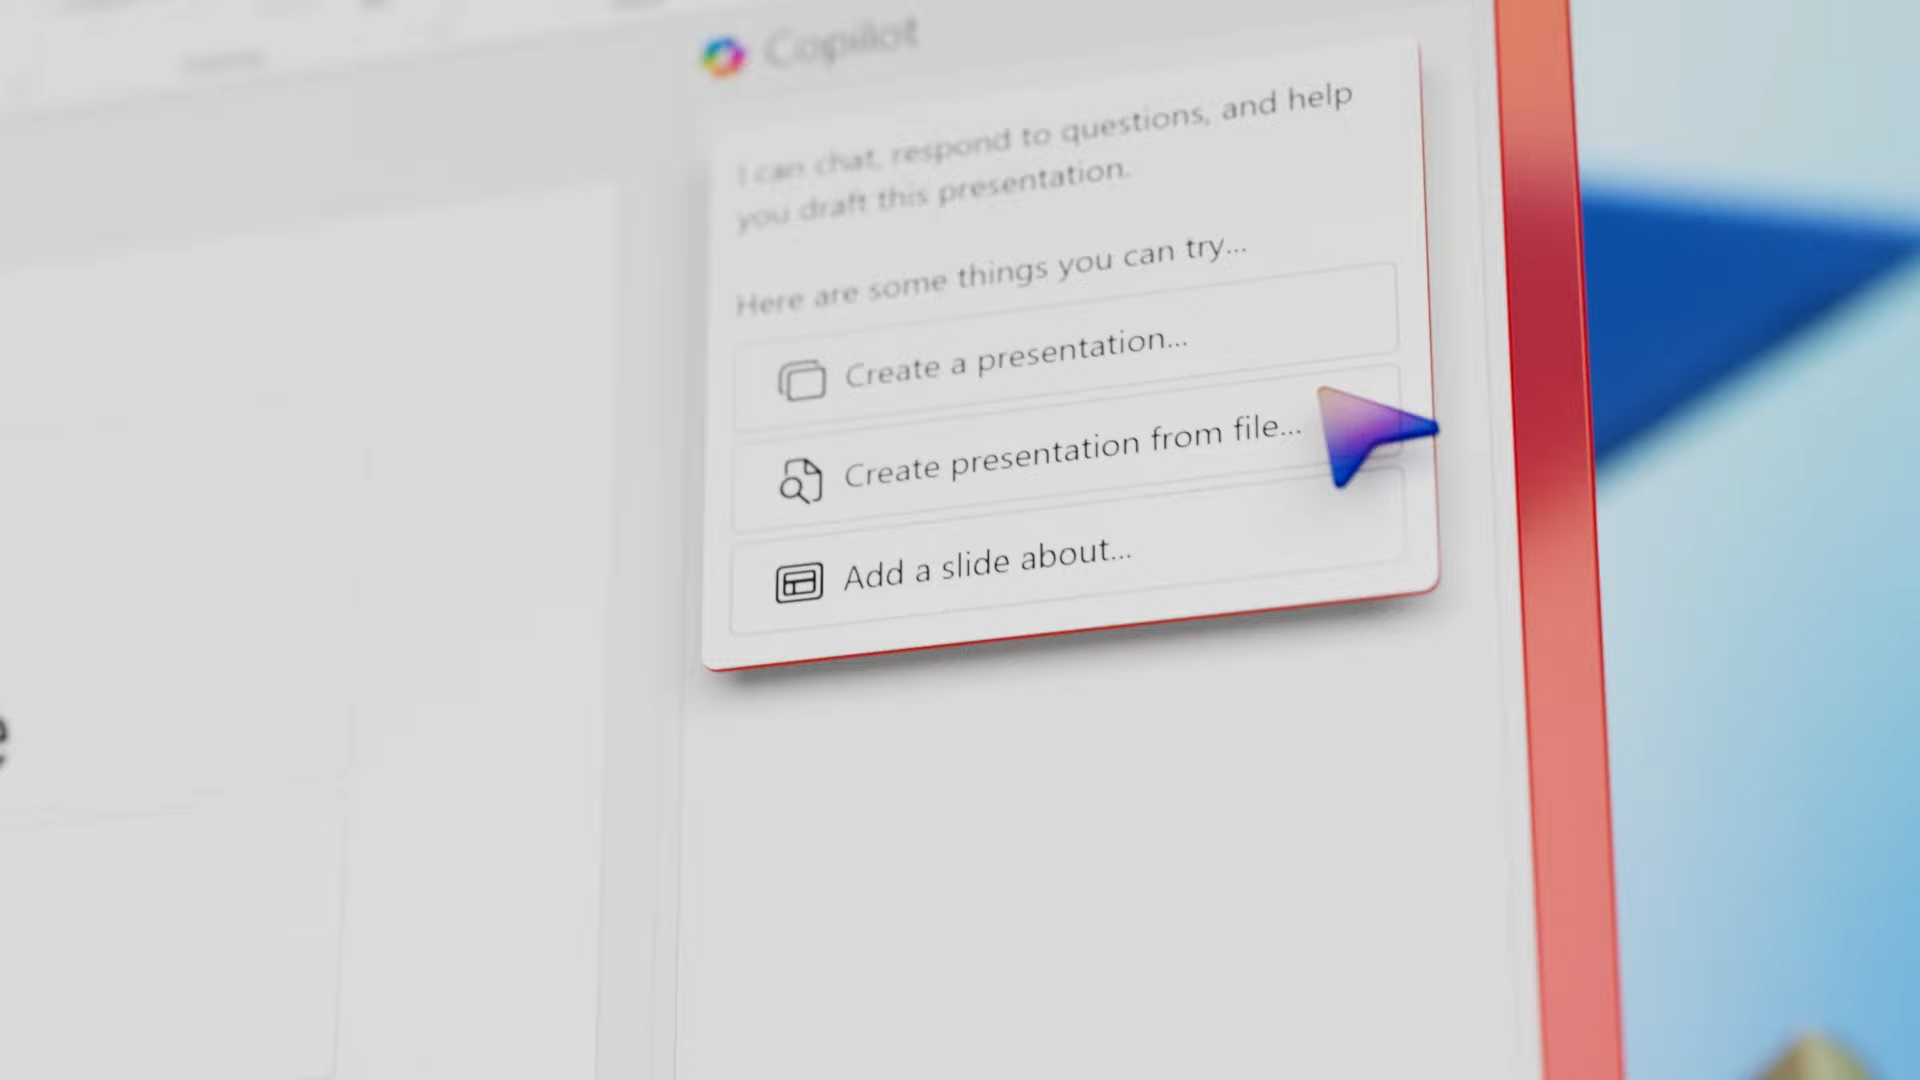 Copilot
I can chat, respond to questions, and help
you draft this presentation.
Here are some things you can try...
Create a presentation...
Create presentation from file...
Add a slide about...
e